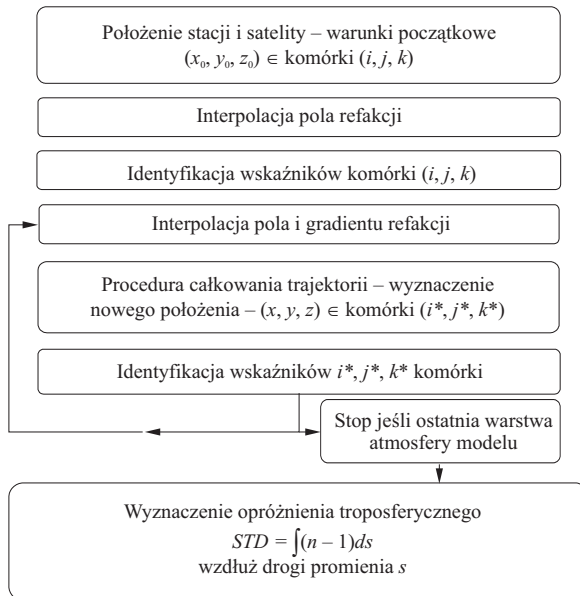 Położenie stacji i satelity – warunki początkowe
(x₀, y₀, z₀) ∈ komórki (i, j, k)
Interpolacja pola refakcji
Identyfikacja wskaźników komórki (i, j, k)
Interpolacja pola i gradientu refakcji
Procedura całkowania trajektorii – wyznaczenie
nowego położenia – (x, y, z) ∈ komórki (i*, j*, k*)
Identyfikacja wskaźników i*, j*, k* komórki
Stop jeśli ostatnia warstwa
atmosfery modelu
Wyznaczenie opróżnienia troposferycznego
STD = ∫(n – 1)ds
wzdłuż drogi promienia s